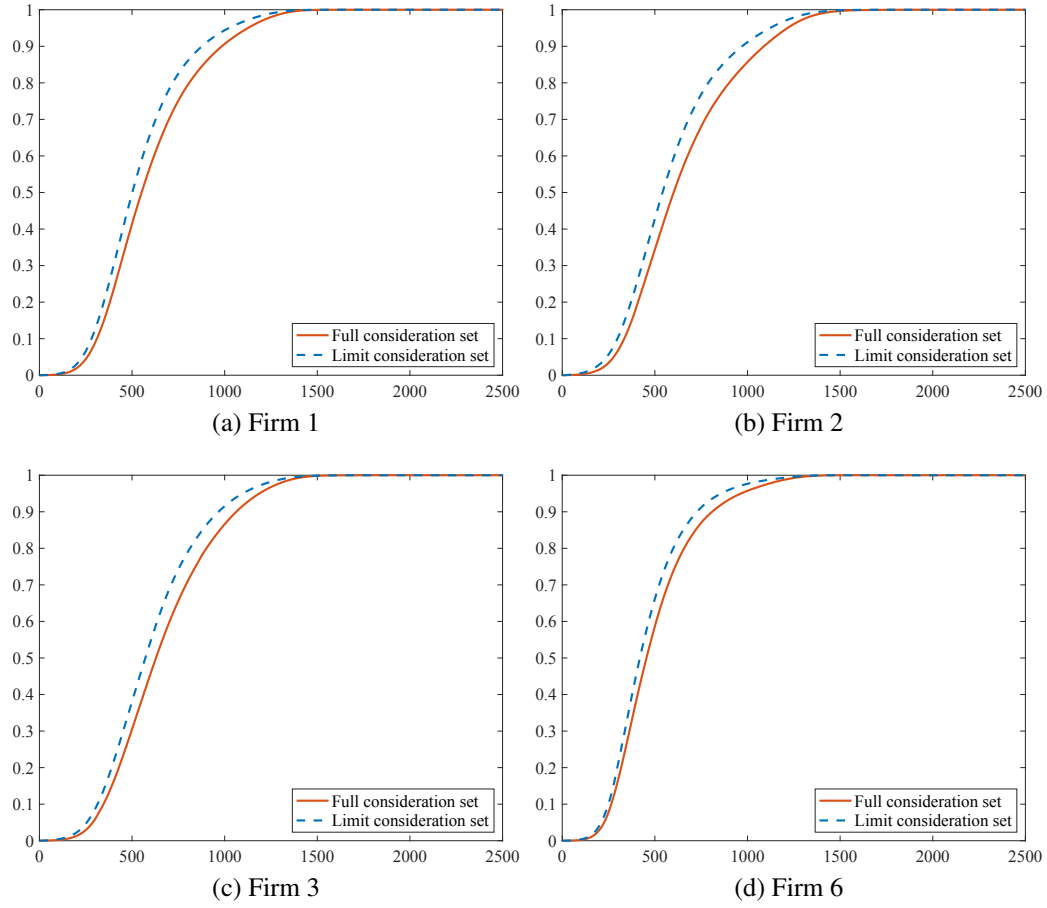 1
0.9
0.8
0.7
0.6
0.5
0.4
0.3
0.2
0.1
0
Full consideration set
Limit consideration set
0 500 1000 1500 2000 2500
(a) Firm 1
1
0.9
0.8
0.7
0.6
0.5
0.4
0.3
0.2
0.1
0
Full consideration set
Limit consideration set
0 500 1000 1500 2000 2500
(b) Firm 2
1
0.9
0.8
0.7
0.6
0.5
0.4
0.3
0.2
0.1
0
Full consideration set
Limit consideration set
0 500 1000 1500 2000 2500
(c) Firm 3
1
0.9
0.8
0.7
0.6
0.5
0.4
0.3
0.2
0.1
0
Full consideration set
Limit consideration set
0 500 1000 1500 2000 2500
(d) Firm 6